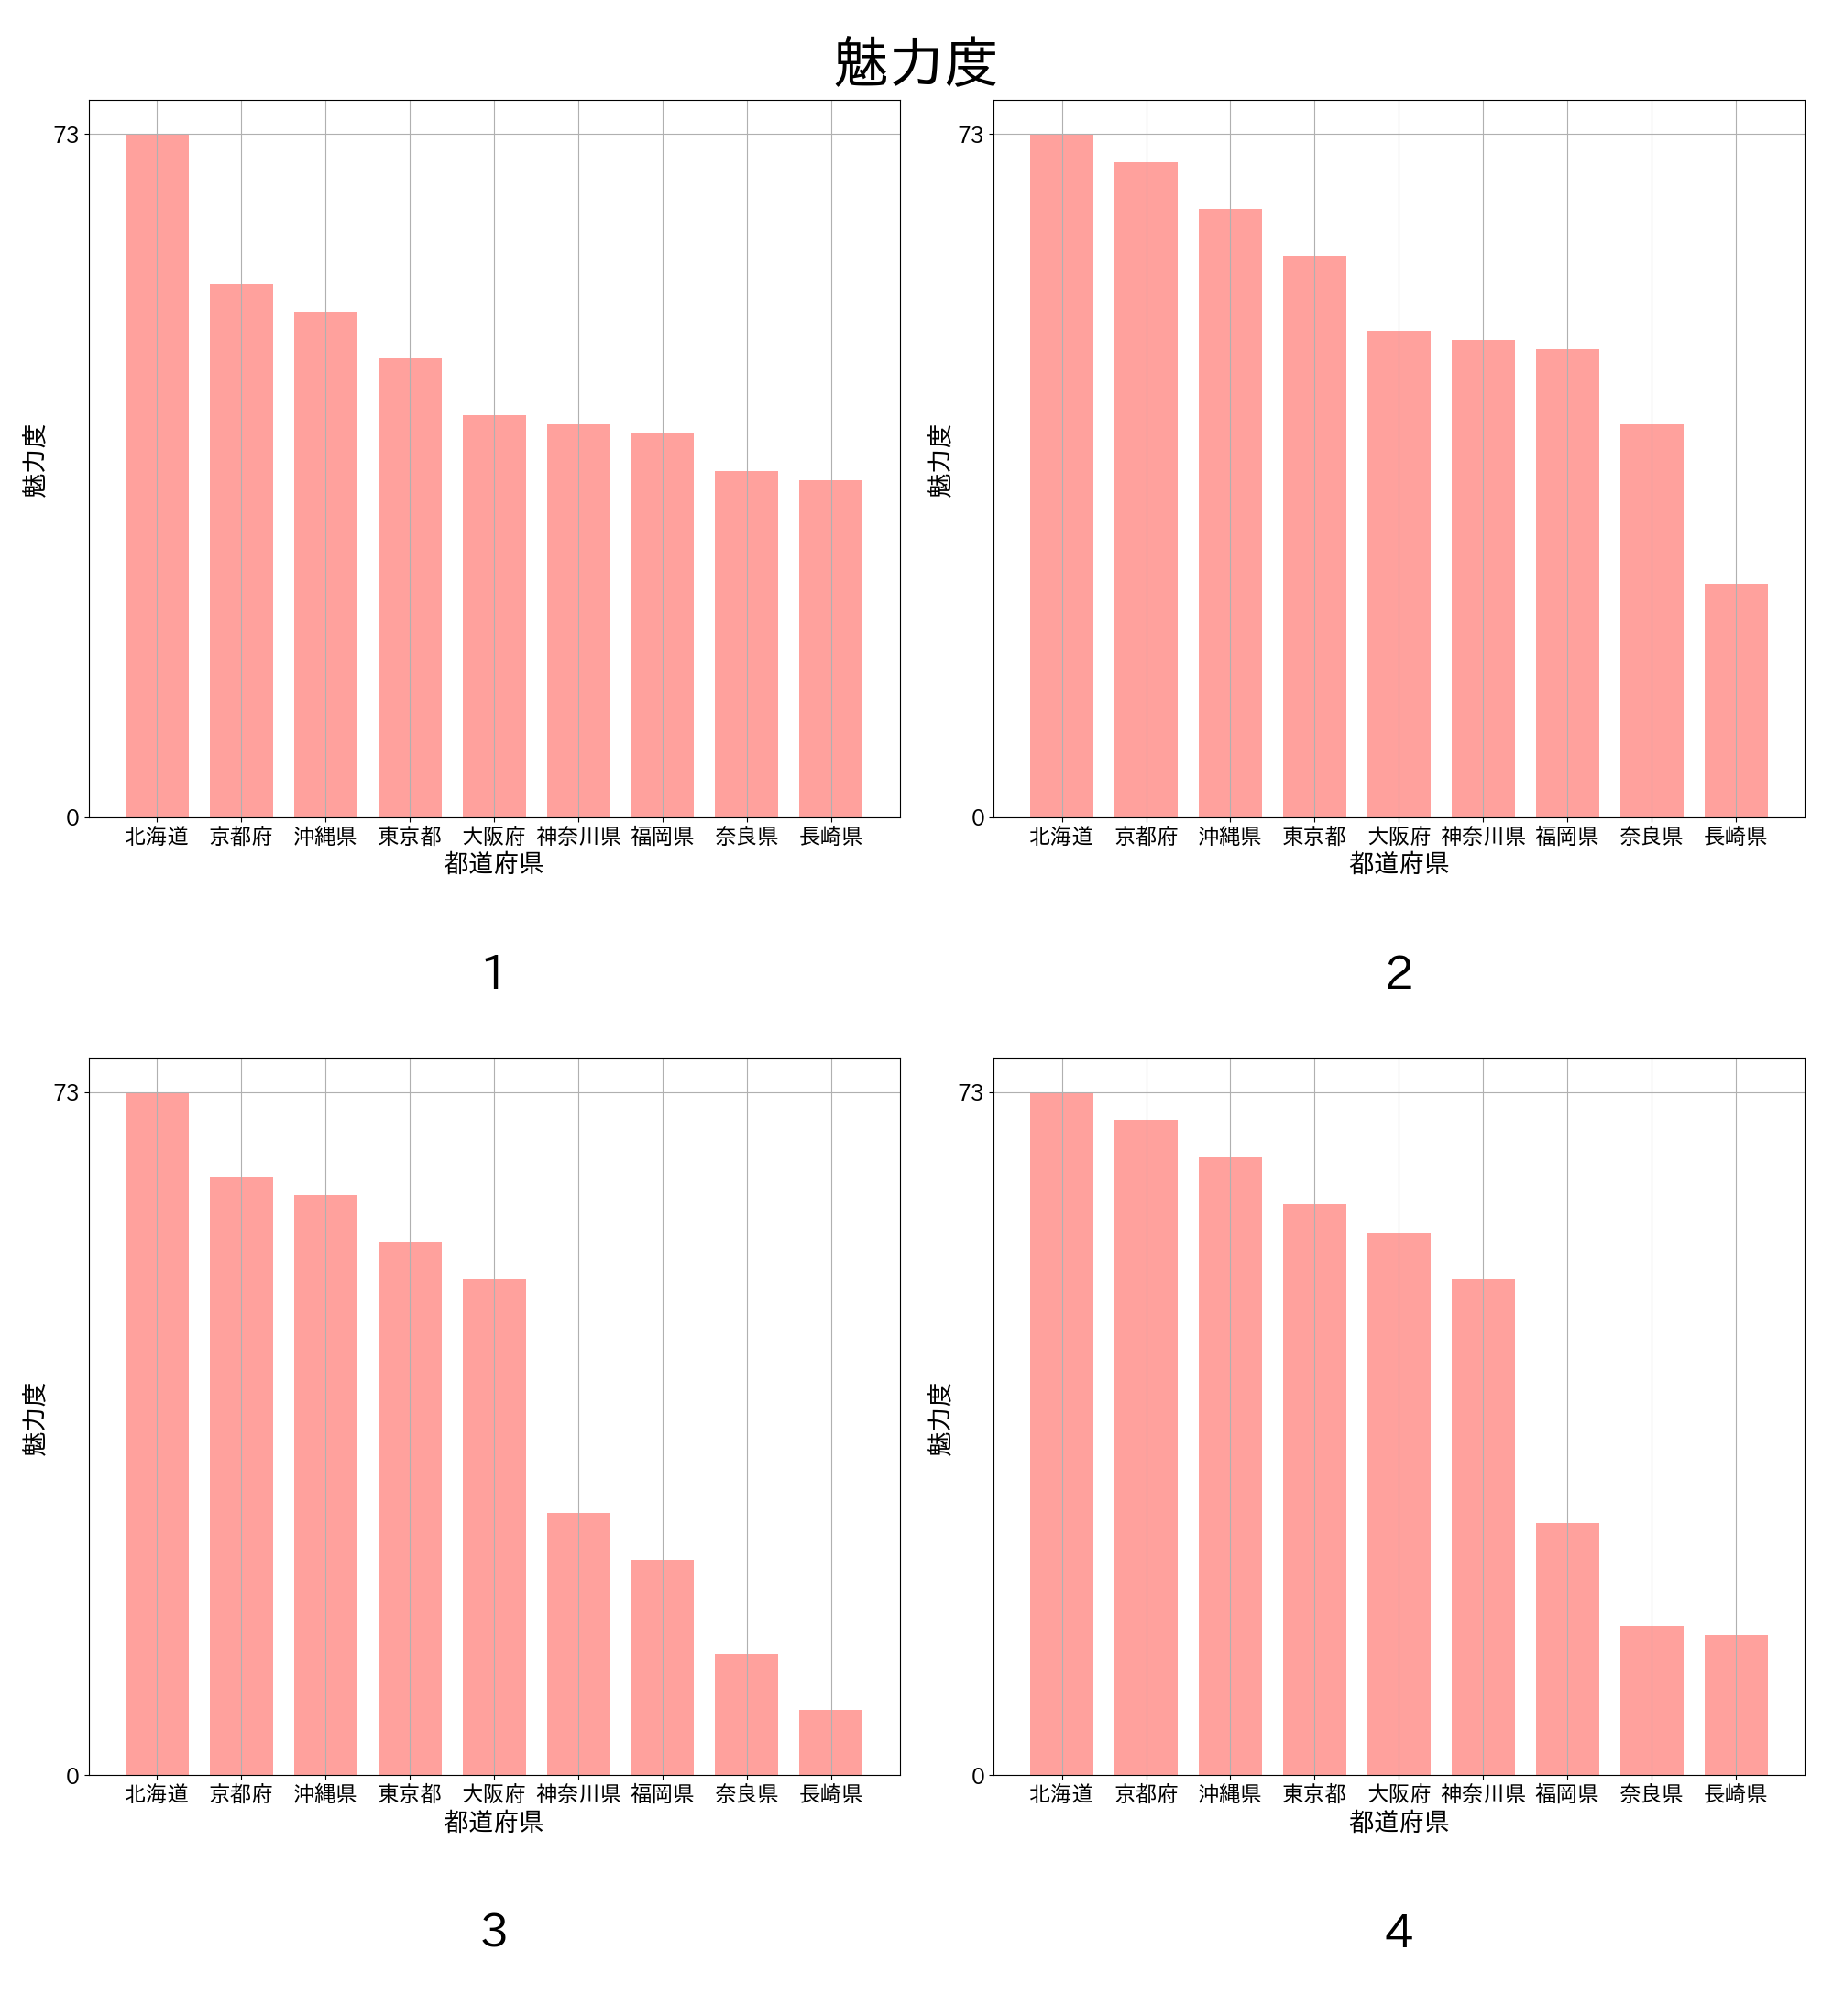 魅力度
73
0
魅力度
北海道 京都府 沖縄県 東京都 大阪府 神奈川県 福岡県 奈良県 長崎県
都道府県
1
73
0
魅力度
北海道 京都府 沖縄県 東京都 大阪府 神奈川県 福岡県 奈良県 長崎県
都道府県
2
73
0
魅力度
北海道 京都府 沖縄県 東京都 大阪府 神奈川県 福岡県 奈良県 長崎県
都道府県
3
73
0
魅力度
北海道 京都府 沖縄県 東京都 大阪府 神奈川県 福岡県 奈良県 長崎県
都道府県
4